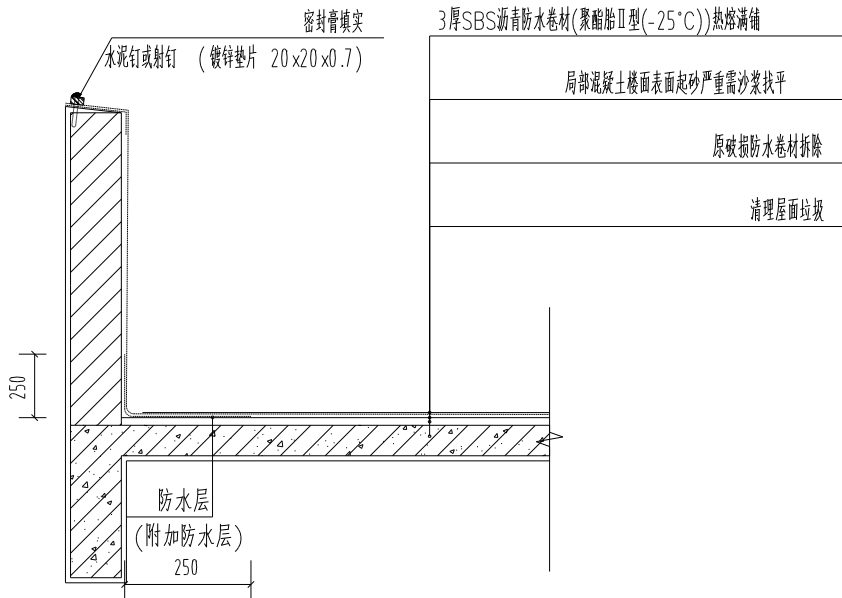 密封膏填实
水泥钉或射钉 （镀锌垫片 20x20x0.7）
3厚SBS沥青防水卷材(聚酯胎Ⅱ型(-25°C))热熔满铺
局部混凝土楼面表面起砂严重需沙浆找平
原破损防水卷材拆除
清理屋面垃圾
250
防水层
(附加防水层)
250